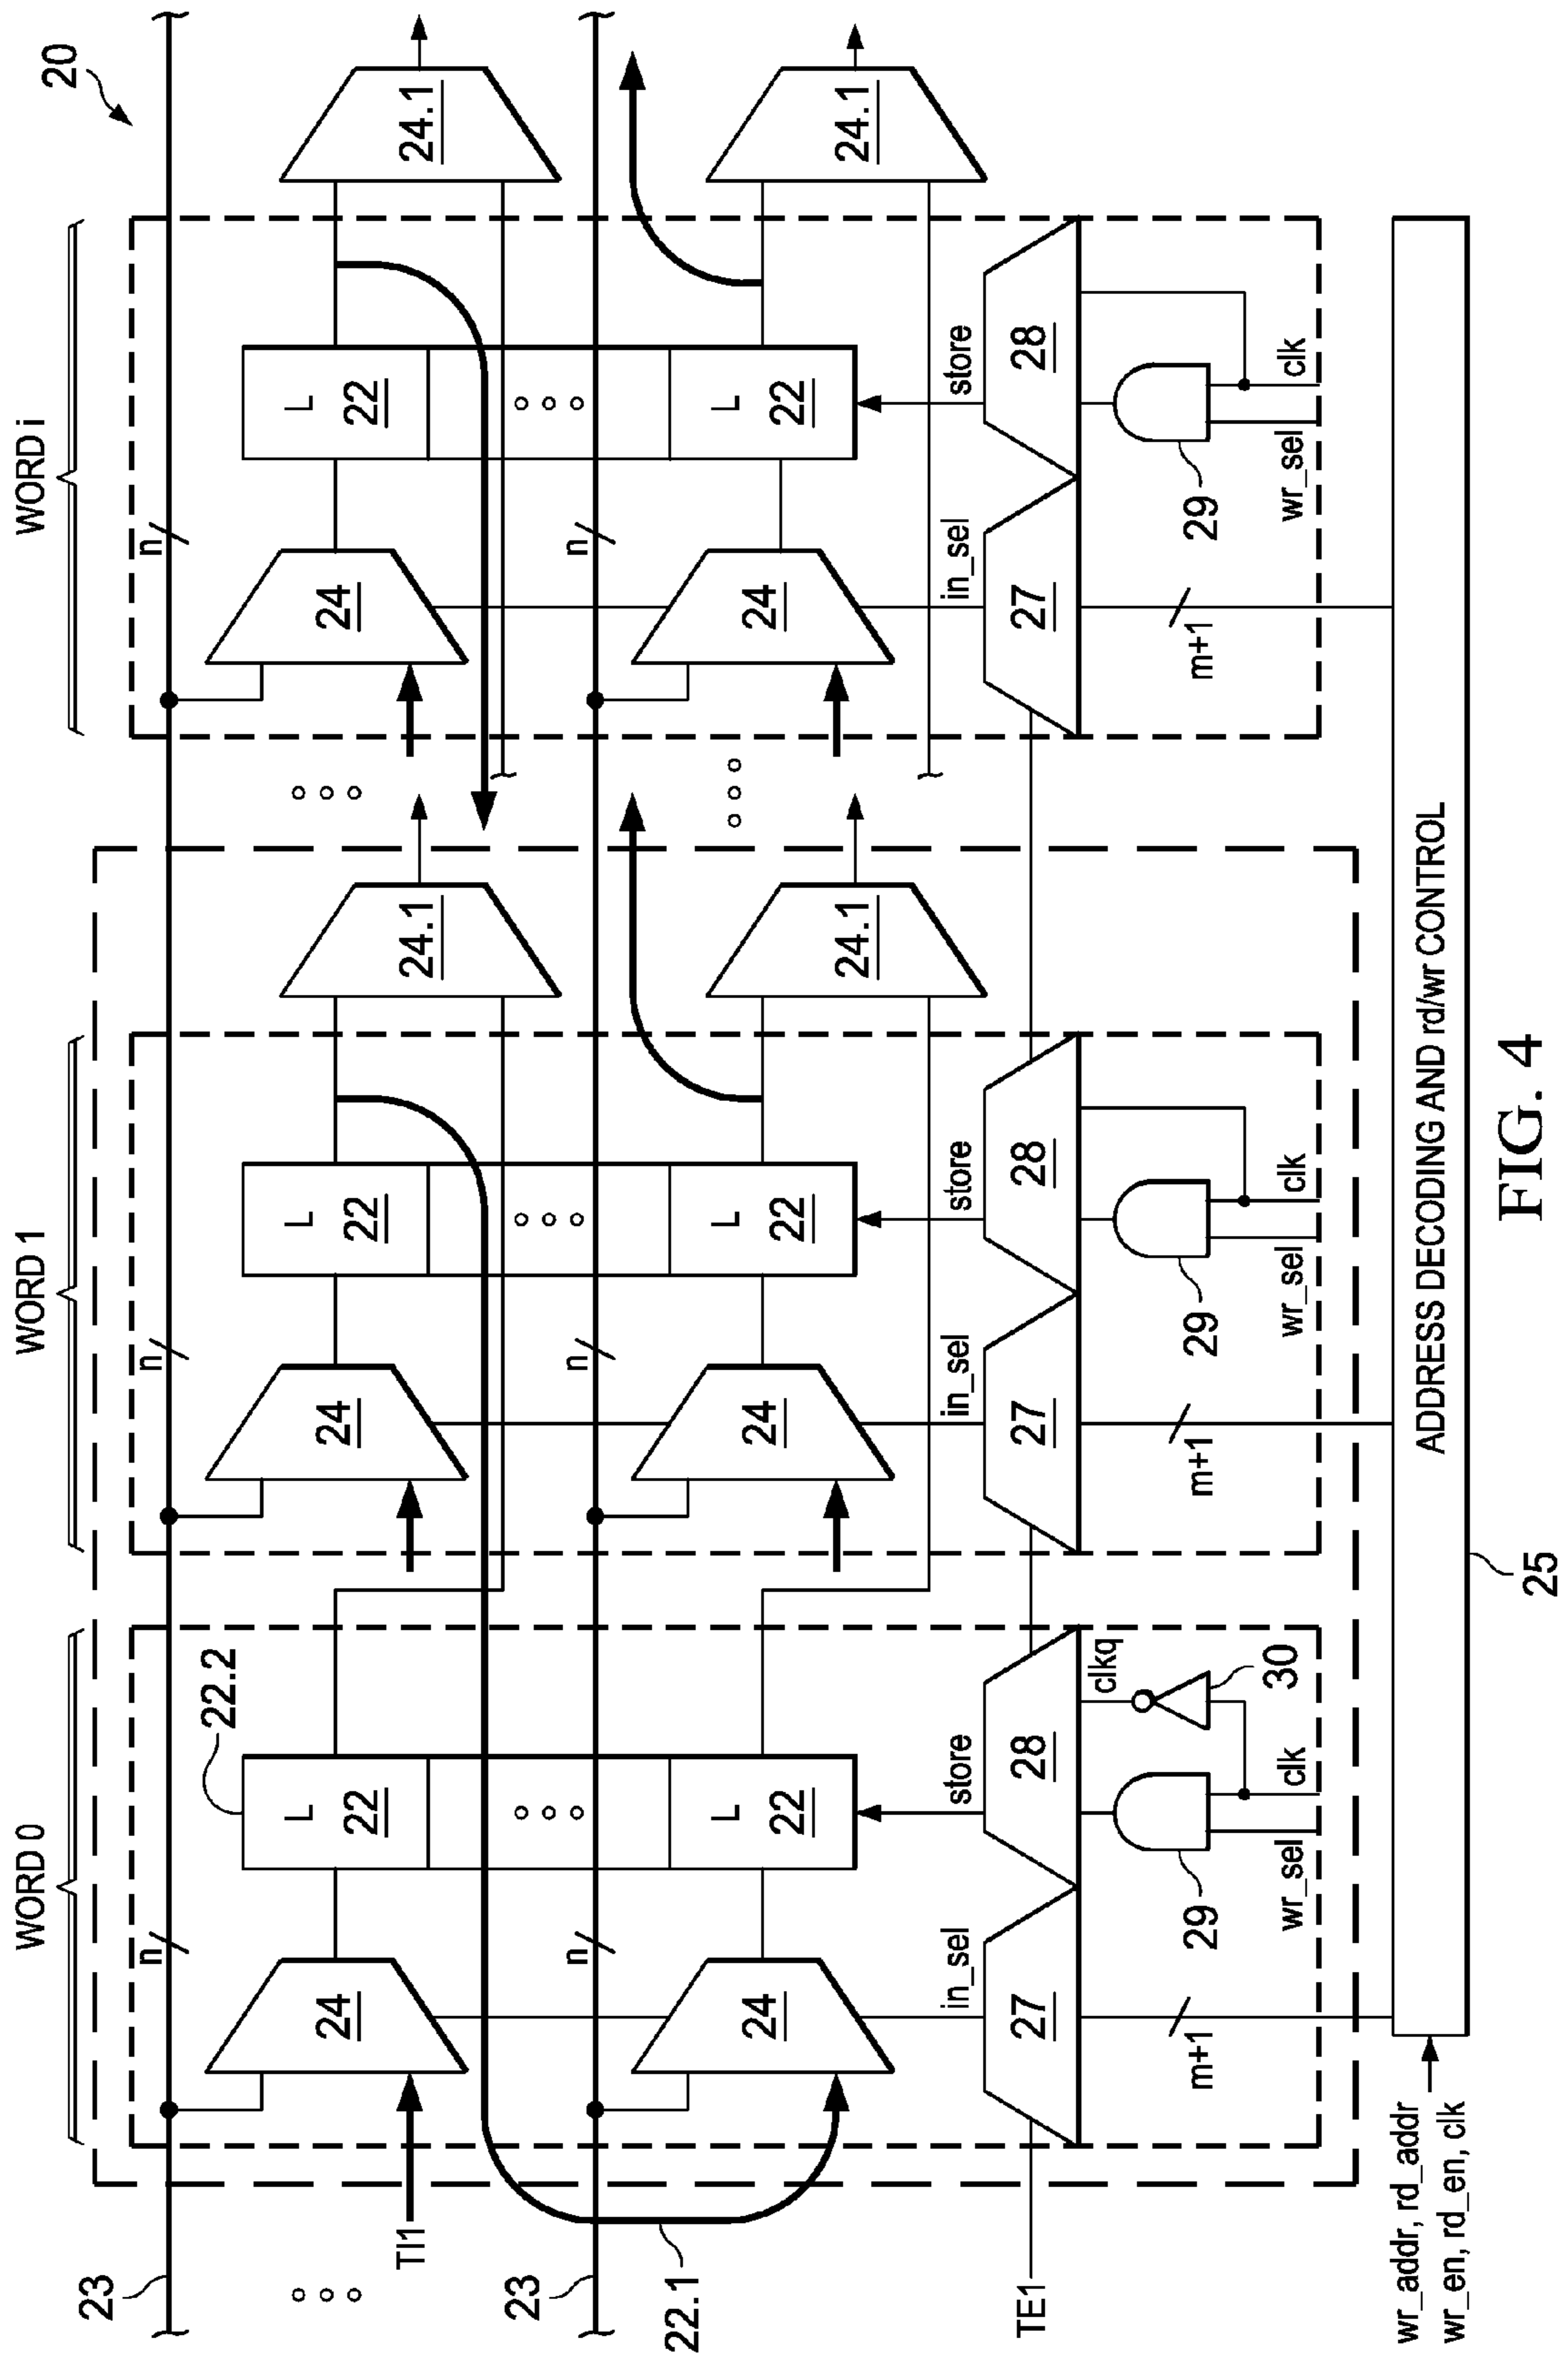 20
WORD 0
WORD 1
WORD i
23
n
n
n
22.2
TI1
24
L
22
24
L
22
24.1
24
L
22
24.1
23
n
n
n
22.1
24
L
22
24
L
22
24.1
24
L
22
24.1
in_sel
store
in_sel
store
in_sel
store
TE1
27
28
27
28
27
28
clkq
m+1
29
30
m+1
29
m+1
29
wr_sel
clk
wr_sel
clk
wr_sel
clk
wr_addr, rd_addr
wr_en, rd_en, clk
ADDRESS DECODING AND rd/wr CONTROL
25
FIG. 4